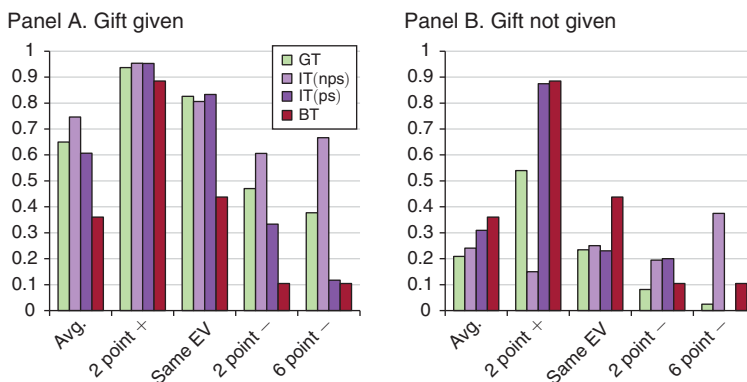 Panel A. Gift given
1
0.9
0.8
0.7
0.6
0.5
0.4
0.3
0.2
0.1
0
GT
IT(nps)
IT(ps)
BT
Avg.
2 point +
Same EV
2 point −
6 point −
Panel B. Gift not given
1
0.9
0.8
0.7
0.6
0.5
0.4
0.3
0.2
0.1
0
Avg.
2 point +
Same EV
2 point −
6 point −